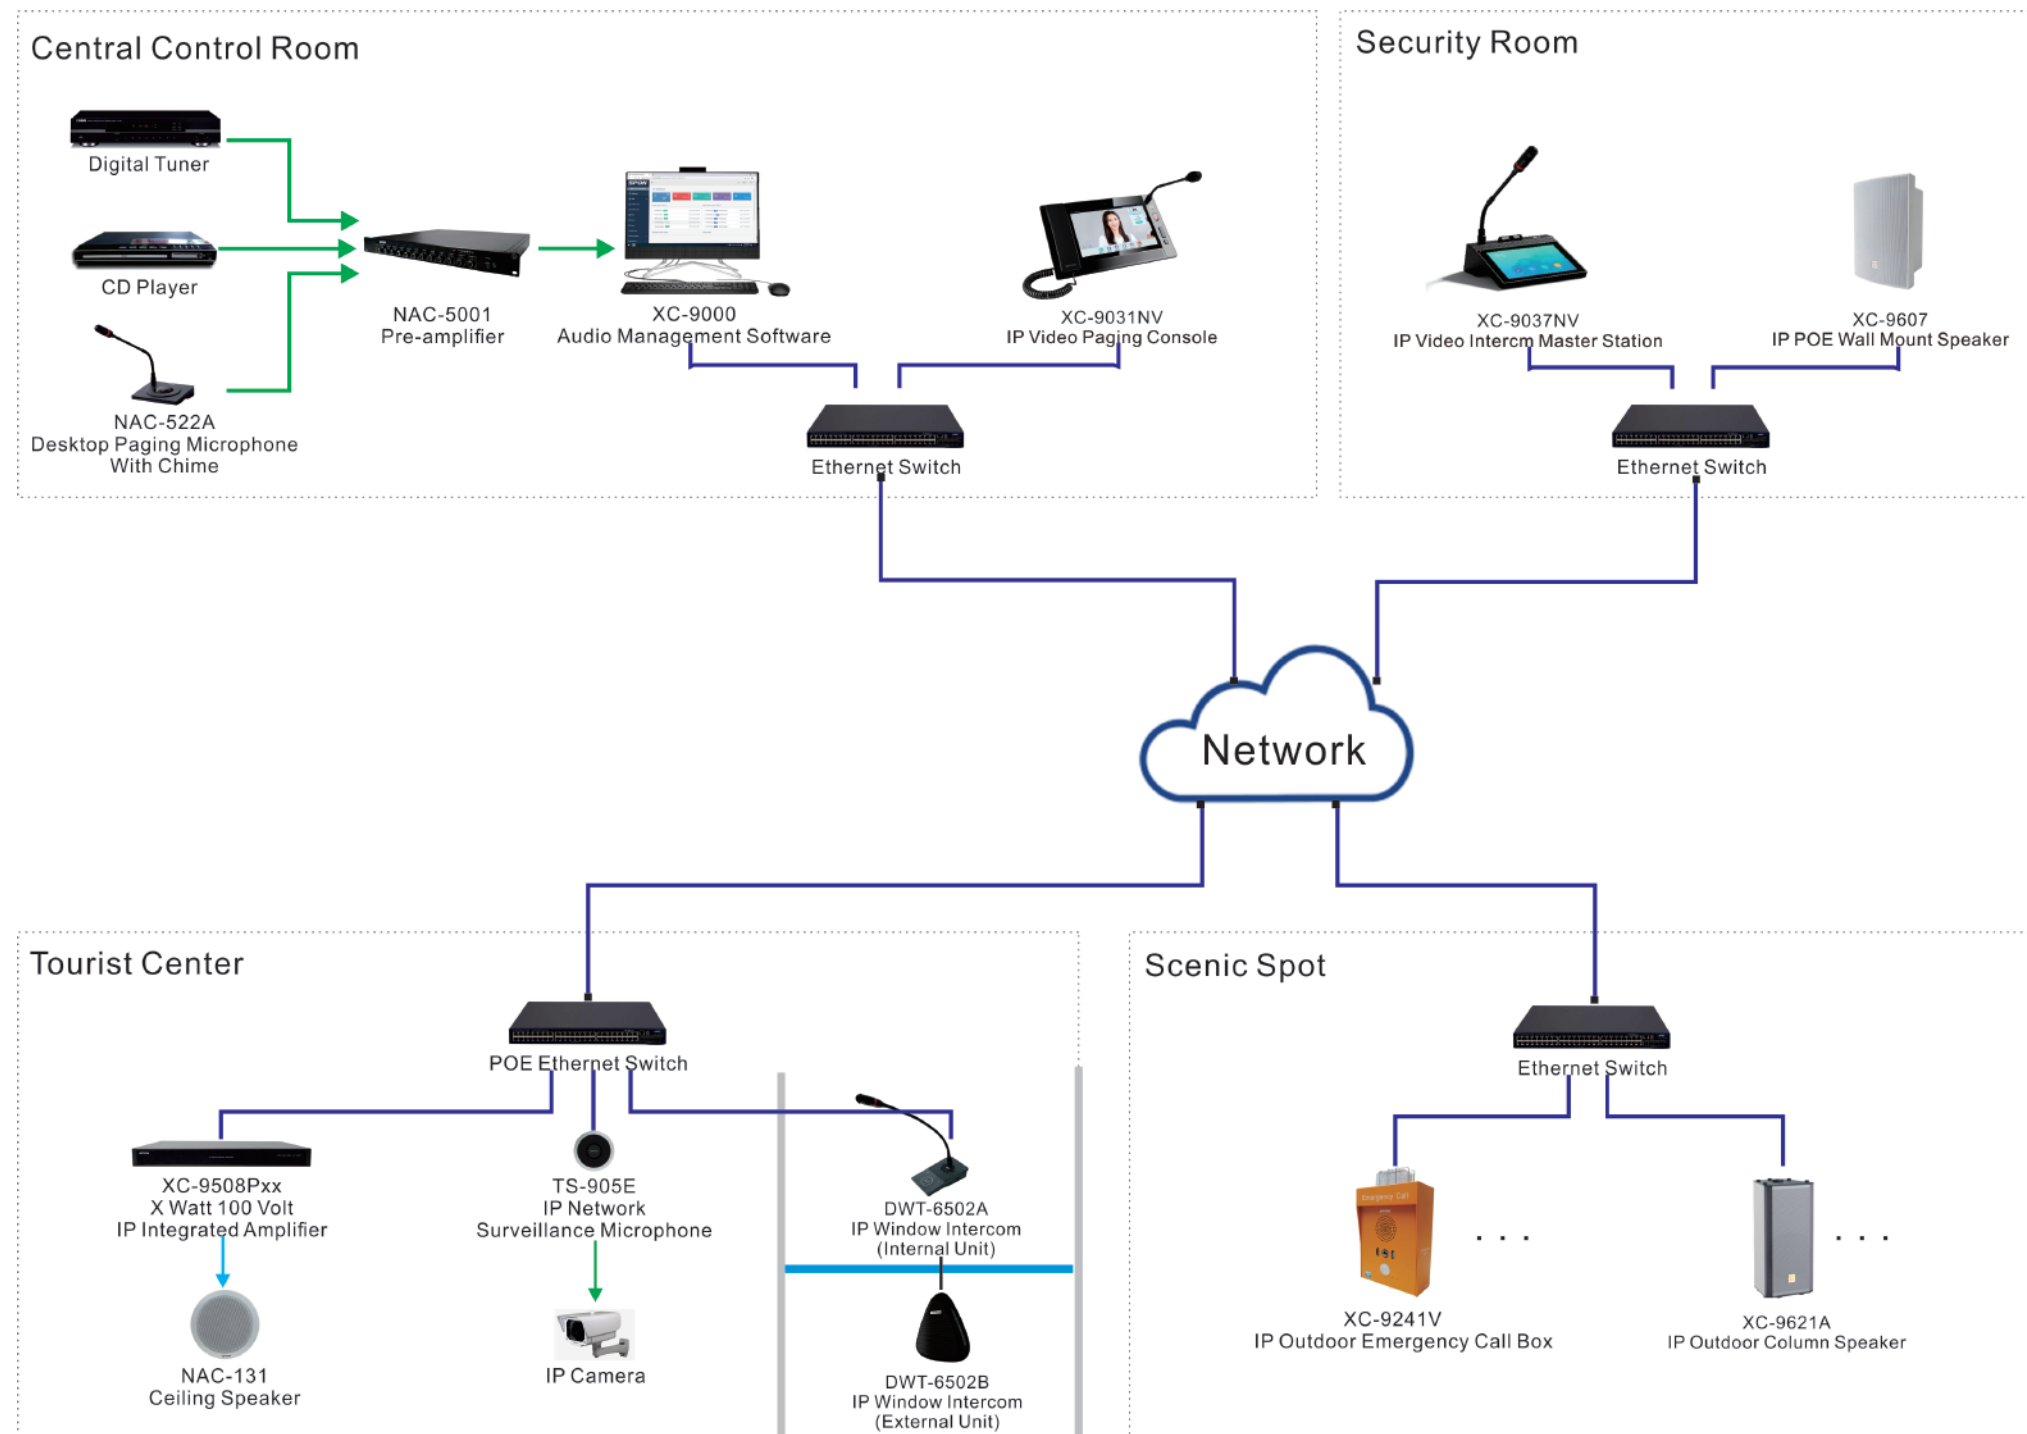 Central Control Room
Security Room
Digital Tuner
CD Player
NAC-522A
Desktop Paging Microphone
With Chime
NAC-5001
Pre-amplifier
XC-9000
Audio Management Software
XC-9031NV
IP Video Paging Console
Ethernet Switch
XC-9037NV
IP Video Intercm Master Station
XC-9607
IP POE Wall Mount Speaker
Ethernet Switch
Network
Tourist Center
POE Ethernet Switch
XC-9508Pxx
X Watt 100 Volt
IP Integrated Amplifier
NAC-131
Ceiling Speaker
TS-905E
IP Network
Surveillance Microphone
IP Camera
DWT-6502A
IP Window Intercom
(Internal Unit)
DWT-6502B
IP Window Intercom
(External Unit)
Scenic Spot
Ethernet Switch
Emergency Call
XC-9241V
IP Outdoor Emergency Call Box
. . .
XC-9621A
IP Outdoor Column Speaker
. . .